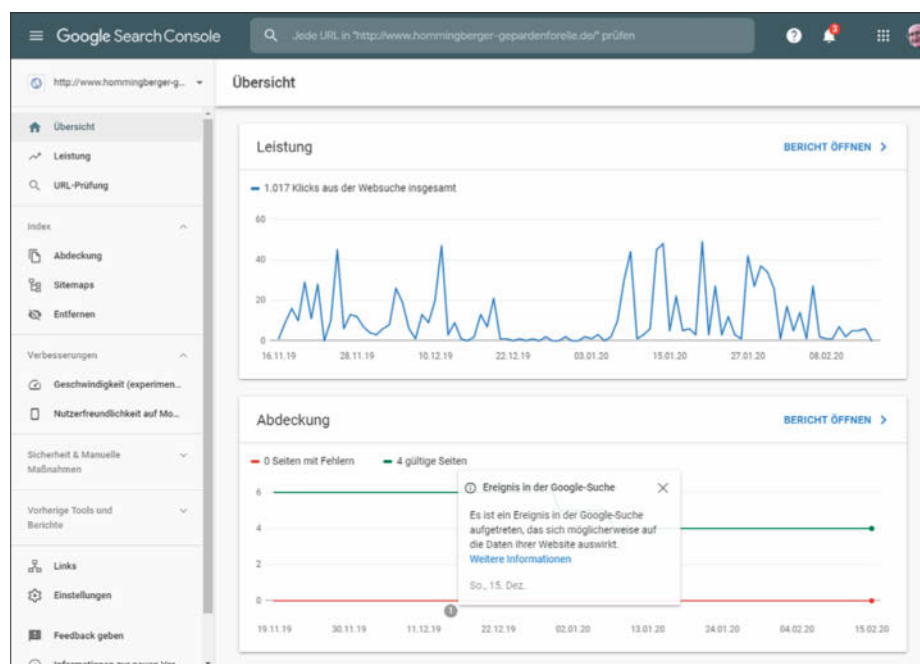 Google Search Console
Jede URL in "http://www.hommingberger-gepardenforelle.de/" prüfen
http://www.hommingberger-g...
Übersicht
Übersicht
Leistung
URL-Prüfung
Index
Abdeckung
Sitemaps
Entfernen
Verbesserungen
Geschwindigkeit (experimen...
Nutzerfreundlichkeit auf Mo...
Sicherheit & Manuelle
Maßnahmen
Vorherige Tools und
Berichte
Links
Einstellungen
Feedback geben
Leistung
BERICHT ÖFFNEN
1.017 Klicks aus der Websuche insgesamt
60
40
20
0
16.11.19 28.11.19 10.12.19 22.12.19 03.01.20 15.01.20 27.01.20 08.02.20
Abdeckung
BERICHT ÖFFNEN
0 Seiten mit Fehlern 4 gültige Seiten
6
4
2
0
Ereignis in der Google-Suche
Es ist ein Ereignis in der Google-Suche
aufgetreten, das sich möglicherweise auf
die Daten Ihrer Website auswirkt.
Weitere Informationen
So., 15. Dez.
1
19.11.19 30.11.19 11.12.19 22.12.19 02.01.20 13.01.20 24.01.20 04.02.20 15.02.20